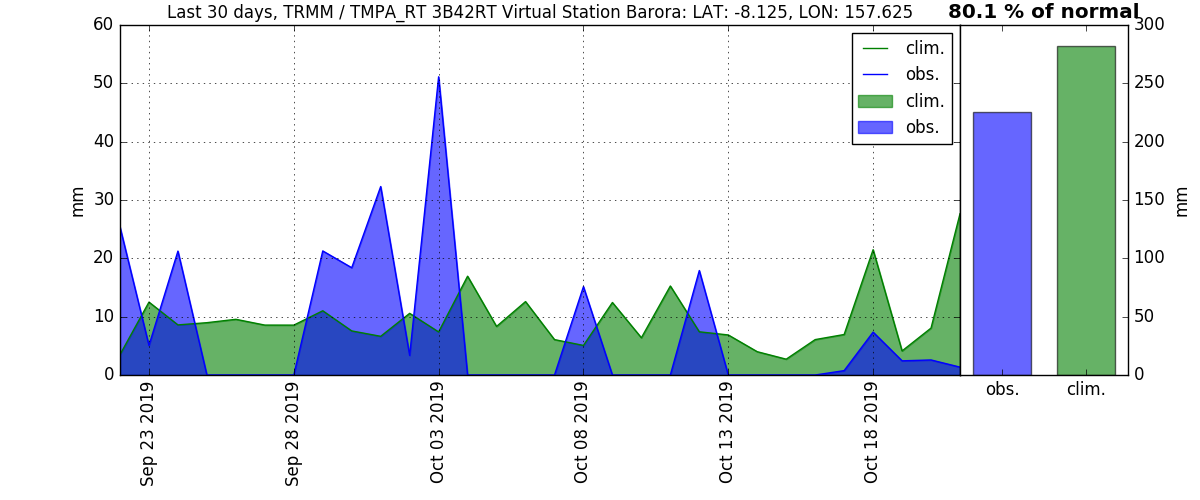 Last 30 days, TRMM / TMPA_RT 3B42RT Virtual Station Barora: LAT: -8.125, LON: 157.625
80.1 % of normal
60
50
40
30
20
10
0
mm
clim.
obs.
clim.
obs.
Sep 23 2019
Sep 28 2019
Oct 03 2019
Oct 08 2019
Oct 13 2019
Oct 18 2019
300
250
200
150
100
50
0
mm
obs.
clim.